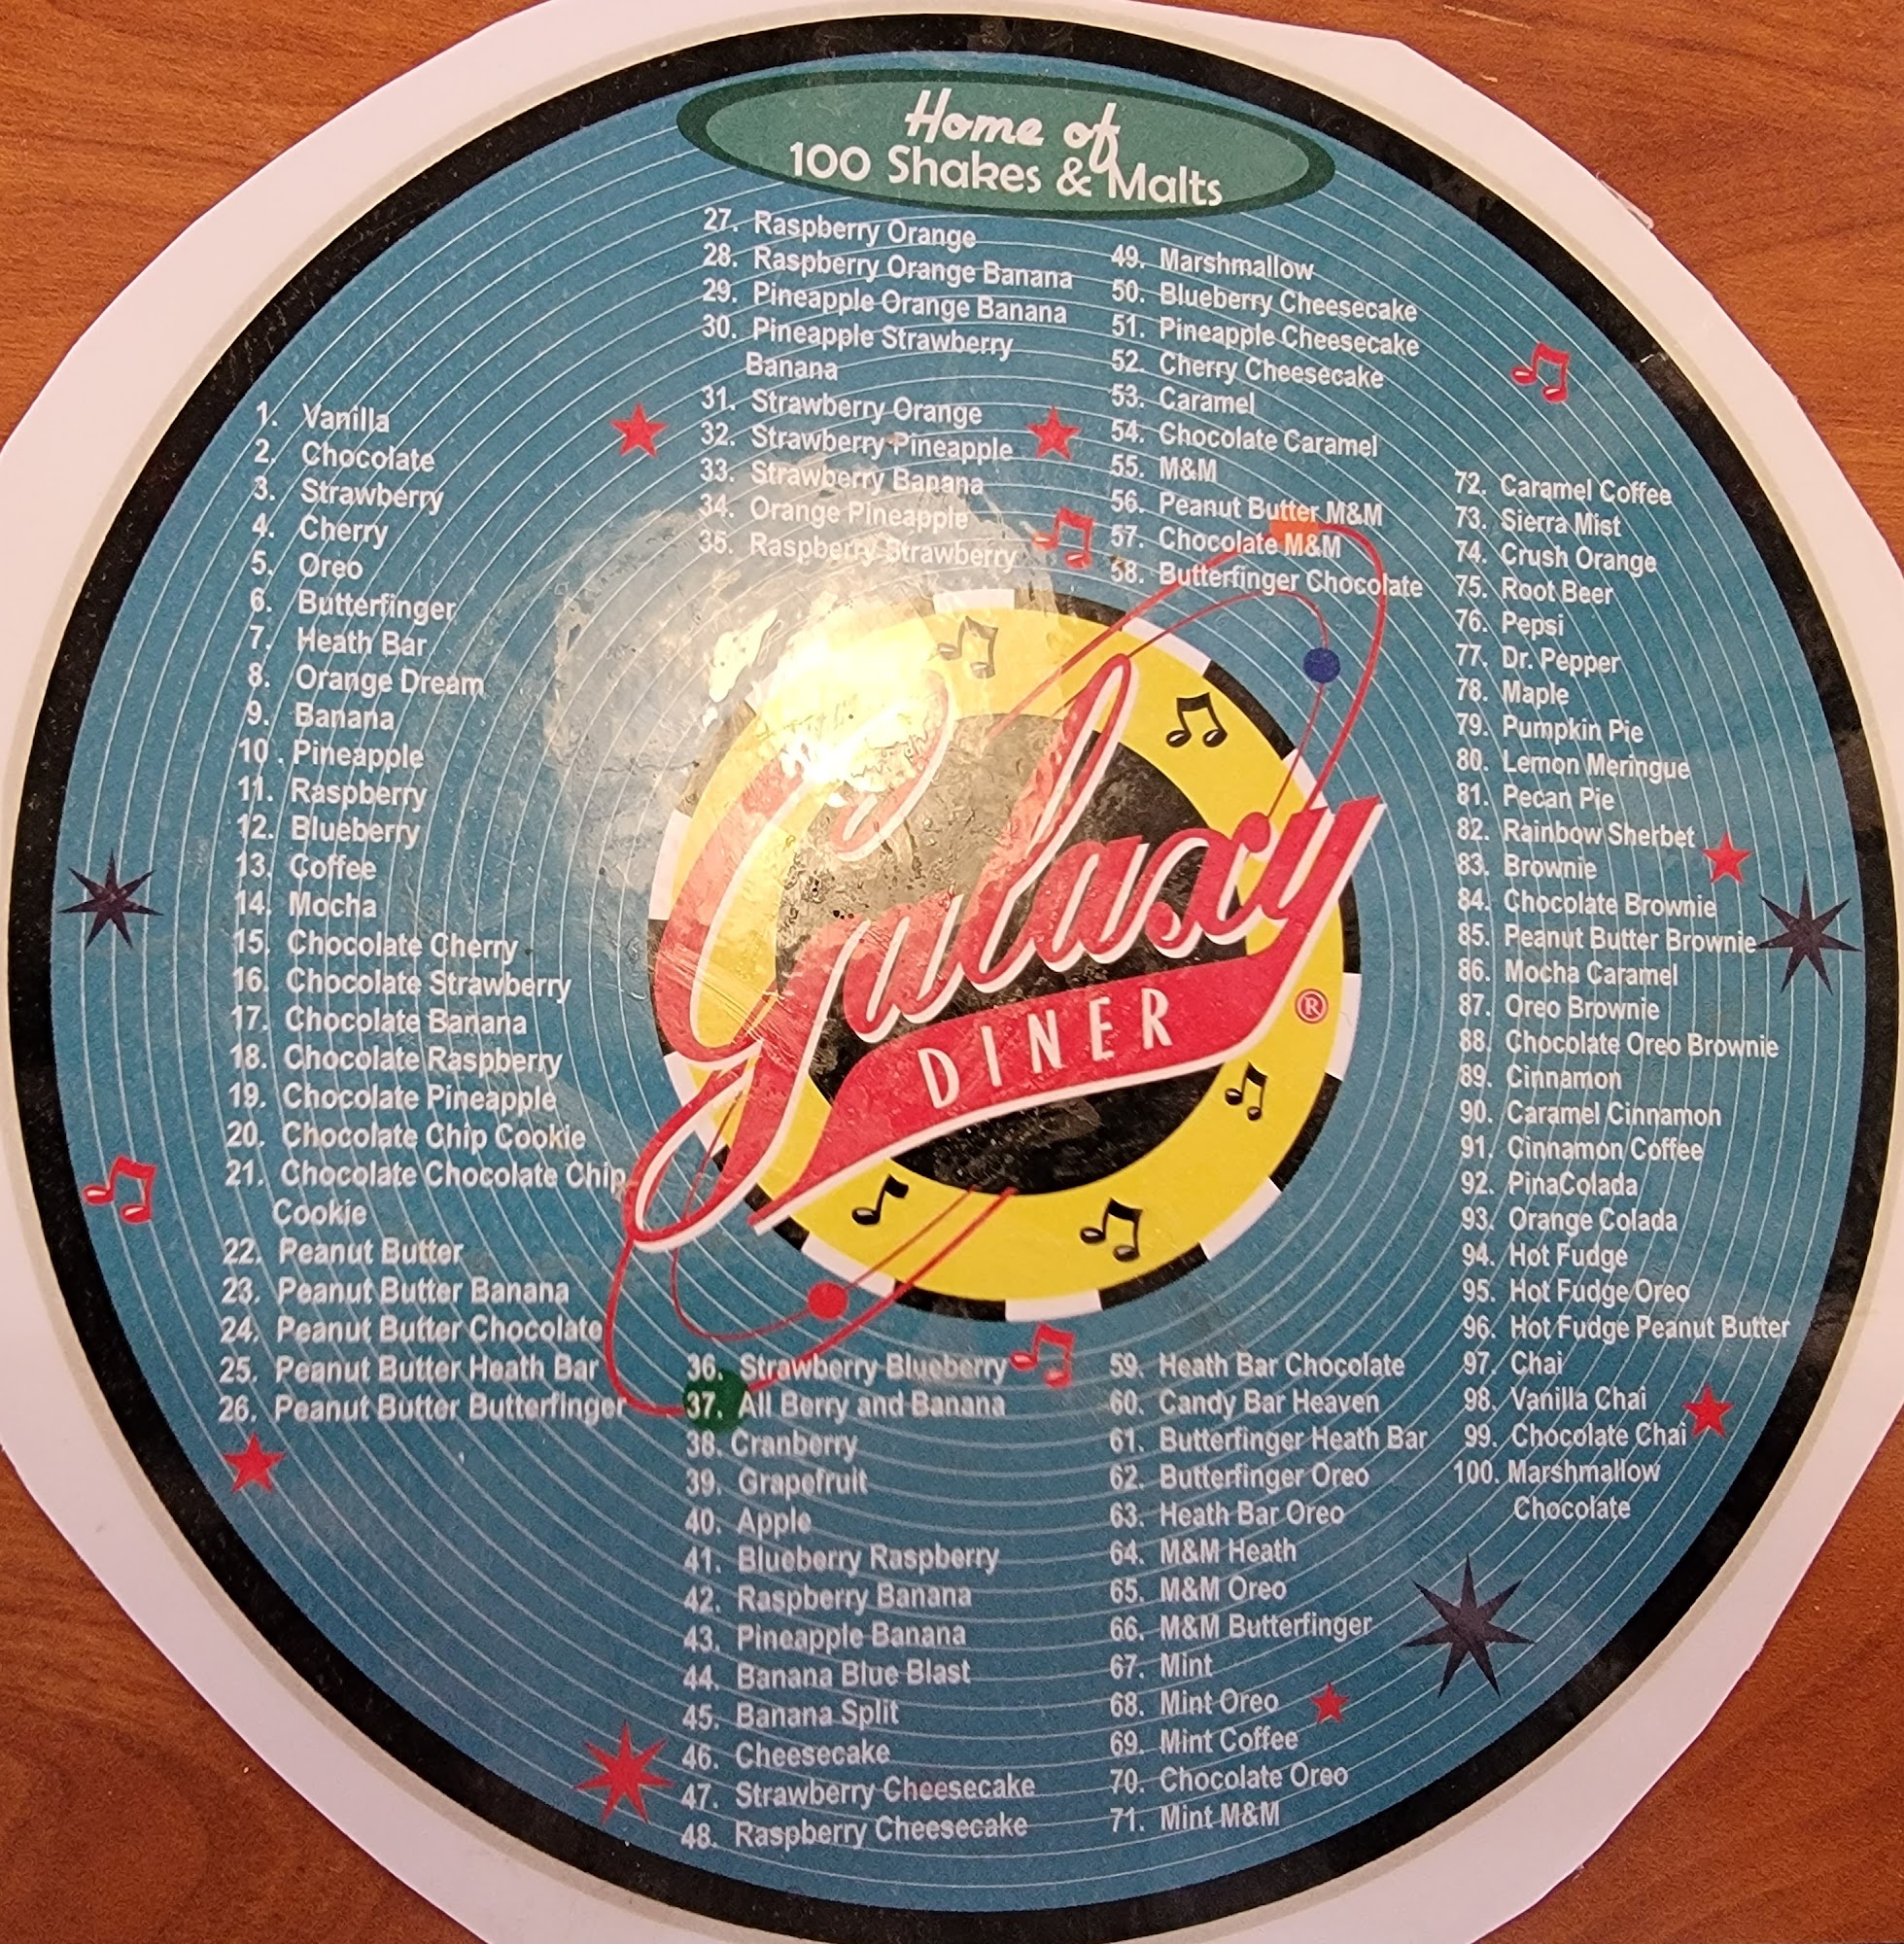 Home of
100 Shakes & Malts
1. Vanilla
2. Chocolate
3. Strawberry
4. Cherry
5. Oreo
6. Butterfinger
7. Heath Bar
8. Orange Dream
9. Banana
10. Pineapple
11. Raspberry
12. Blueberry
13. Coffee
14. Mocha
15. Chocolate Cherry
16. Chocolate Strawberry
17. Chocolate Banana
18. Chocolate Raspberry
19. Chocolate Pineapple
20. Chocolate Chip Cookie
21. Chocolate Chocolate Chip
Cookie
22. Peanut Butter
23. Peanut Butter Banana
24. Peanut Butter Chocolate
25. Peanut Butter Heath Bar
26. Peanut Butter Butterfinger
27. Raspberry Orange
28. Raspberry Orange Banana
29. Pineapple Orange Banana
30. Pineapple Strawberry
Banana
31. Strawberry Orange
32. Strawberry Pineapple
33. Strawberry Banana
34. Orange Pineapple
35. Raspberry Strawberry
Galaxy
DINER
®
36. Strawberry Blueberry
37. All Berry and Banana
38. Cranberry
39. Grapefruit
40. Apple
41. Blueberry Raspberry
42. Raspberry Banana
43. Pineapple Banana
44. Banana Blue Blast
45. Banana Split
46. Cheesecake
47. Strawberry Cheesecake
48. Raspberry Cheesecake
49. Marshmallow
50. Blueberry Cheesecake
51. Pineapple Cheesecake
52. Cherry Cheesecake
53. Caramel
54. Chocolate Caramel
55. M&M
56. Peanut Butter M&M
57. Chocolate M&M
58. Butterfinger Chocolate
59. Heath Bar Chocolate
60. Candy Bar Heaven
61. Butterfinger Heath Bar
62. Butterfinger Oreo
63. Heath Bar Oreo
64. M&M Heath
65. M&M Oreo
66. M&M Butterfinger
67. Mint
68. Mint Oreo
69. Mint Coffee
70. Chocolate Oreo
71. Mint M&M
72. Caramel Coffee
73. Sierra Mist
74. Crush Orange
75. Root Beer
76. Pepsi
77. Dr. Pepper
78. Maple
79. Pumpkin Pie
80. Lemon Meringue
81. Pecan Pie
82. Rainbow Sherbet
83. Brownie
84. Chocolate Brownie
85. Peanut Butter Brownie
86. Mocha Caramel
87. Oreo Brownie
88. Chocolate Oreo Brownie
89. Cinnamon
90. Caramel Cinnamon
91. Cinnamon Coffee
92. PinaColada
93. Orange Colada
94. Hot Fudge
95. Hot Fudge Oreo
96. Hot Fudge Peanut Butter
97. Chai
98. Vanilla Chai
99. Chocolate Chai
100. Marshmallow
Chocolate